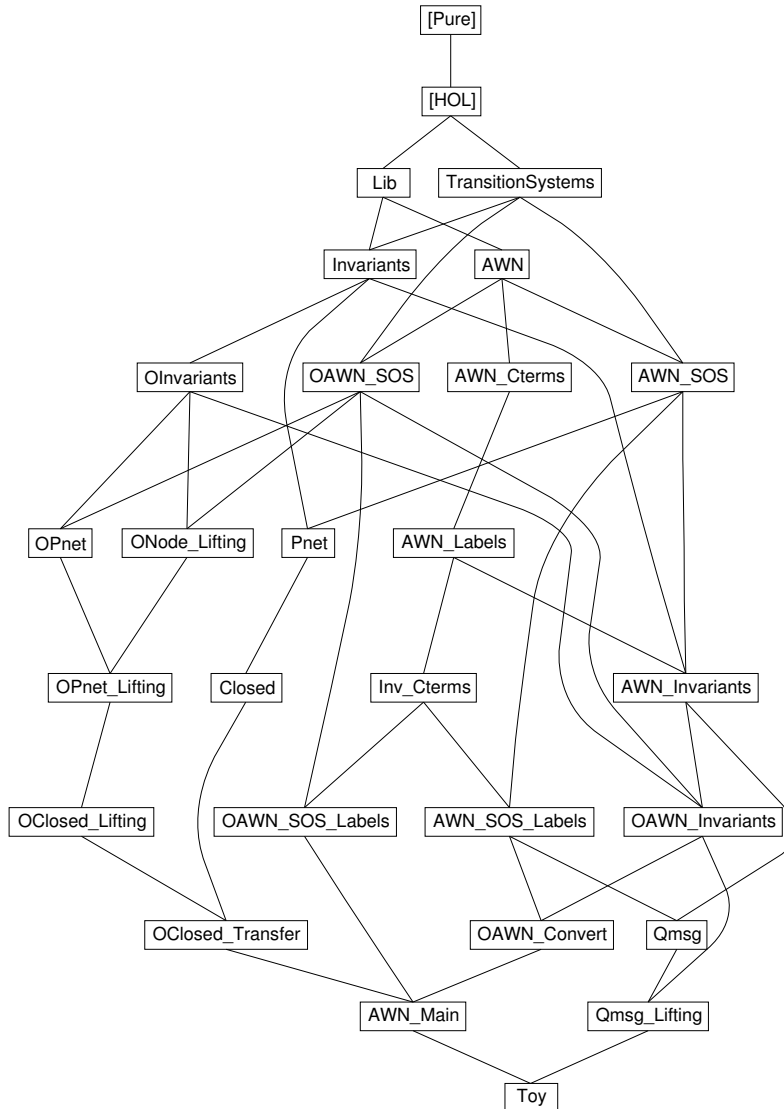 [Pure]
[HOL]
Lib
TransitionSystems
Invariants
AWN
OInvariants
OAWN_SOS
AWN_Cterms
AWN_SOS
OPnet
ONode_Lifting
Pnet
AWN_Labels
OPnet_Lifting
Closed
Inv_Cterms
AWN_Invariants
OClosed_Lifting
OAWN_SOS_Labels
AWN_SOS_Labels
OAWN_Invariants
OClosed_Transfer
OAWN_Convert
Qmsg
AWN_Main
Qmsg_Lifting
Toy